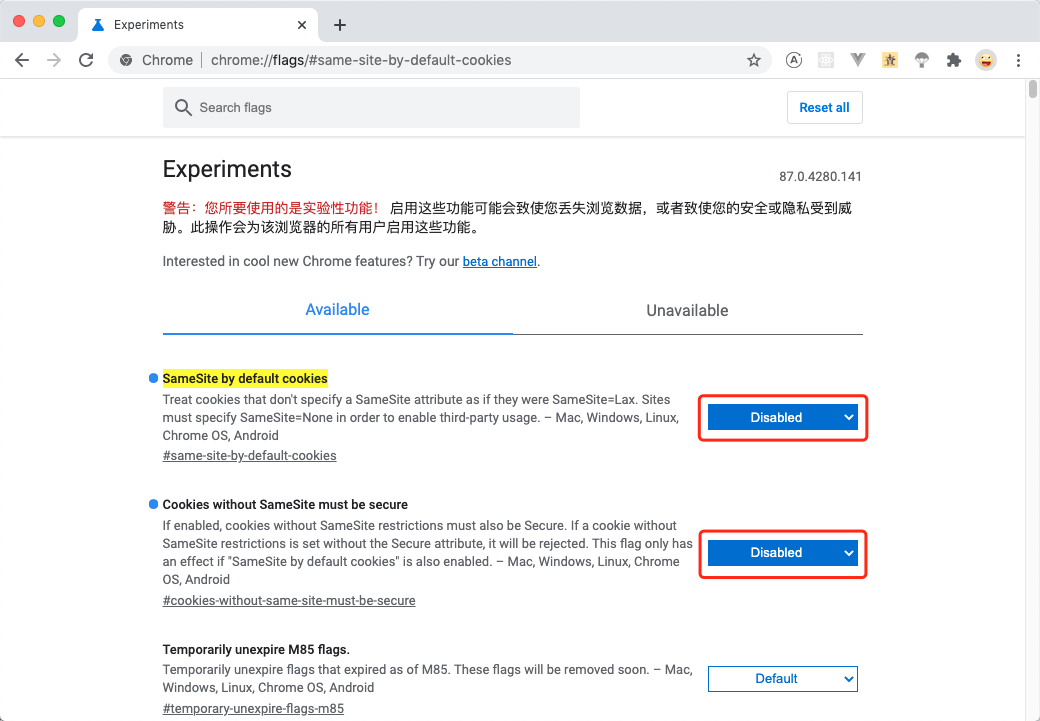 Experiments
Chrome
chrome://flags/#same-site-by-default-cookies
Search flags
Reset all
Experiments
87.0.4280.141
警告：您所要使用的是实验性功能！ 启用这些功能可能会致使您丢失浏览数据，或者致使您的安全或隐私受到威
胁。此操作会为该浏览器的所有用户启用这些功能。
Interested in cool new Chrome features? Try our beta channel.
Available
Unavailable
SameSite by default cookies
Treat cookies that don't specify a SameSite attribute as if they were SameSite=Lax. Sites
must specify SameSite=None in order to enable third-party usage. – Mac, Windows, Linux,
Chrome OS, Android
#same-site-by-default-cookies
Disabled
Cookies without SameSite must be secure
If enabled, cookies without SameSite restrictions must also be Secure. If a cookie without
SameSite restrictions is set without the Secure attribute, it will be rejected. This flag only has
an effect if "SameSite by default cookies" is also enabled. – Mac, Windows, Linux, Chrome
OS, Android
#cookies-without-same-site-must-be-secure
Disabled
Temporarily unexpire M85 flags.
Temporarily unexpire flags that expired as of M85. These flags will be removed soon. – Mac,
Windows, Linux, Chrome OS, Android
#temporary-unexpire-flags-m85
Default